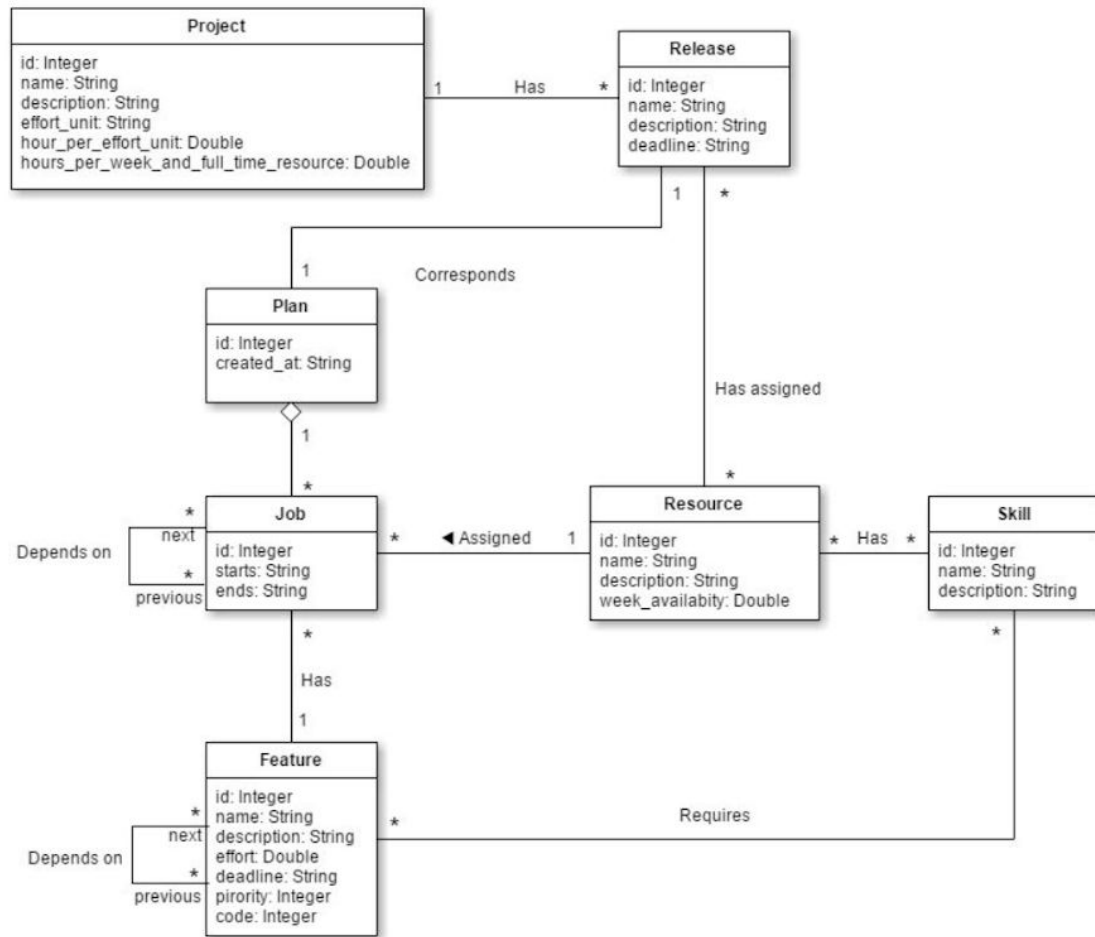 Project
id: Integer
name: String
description: String
effort_unit: String
hour_per_effort_unit: Double
hours_per_week_and_full_time_resource: Double
1
Has
*
Release
id: Integer
name: String
description: String
deadline: String
1
*
1
Corresponds
Plan
id: Integer
created_at: String
Has assigned
1
*
*
Job
id: Integer
starts: String
ends: String
*
next
Depends on
*
previous
*
◄ Assigned
1
Resource
id: Integer
name: String
description: String
week_availabity: Double
*
Has
*
Skill
id: Integer
name: String
description: String
*
*
Has
1
Feature
id: Integer
name: String
description: String
effort: Double
deadline: String
pirority: Integer
code: Integer
*
next
Depends on
*
previous
*
Requires